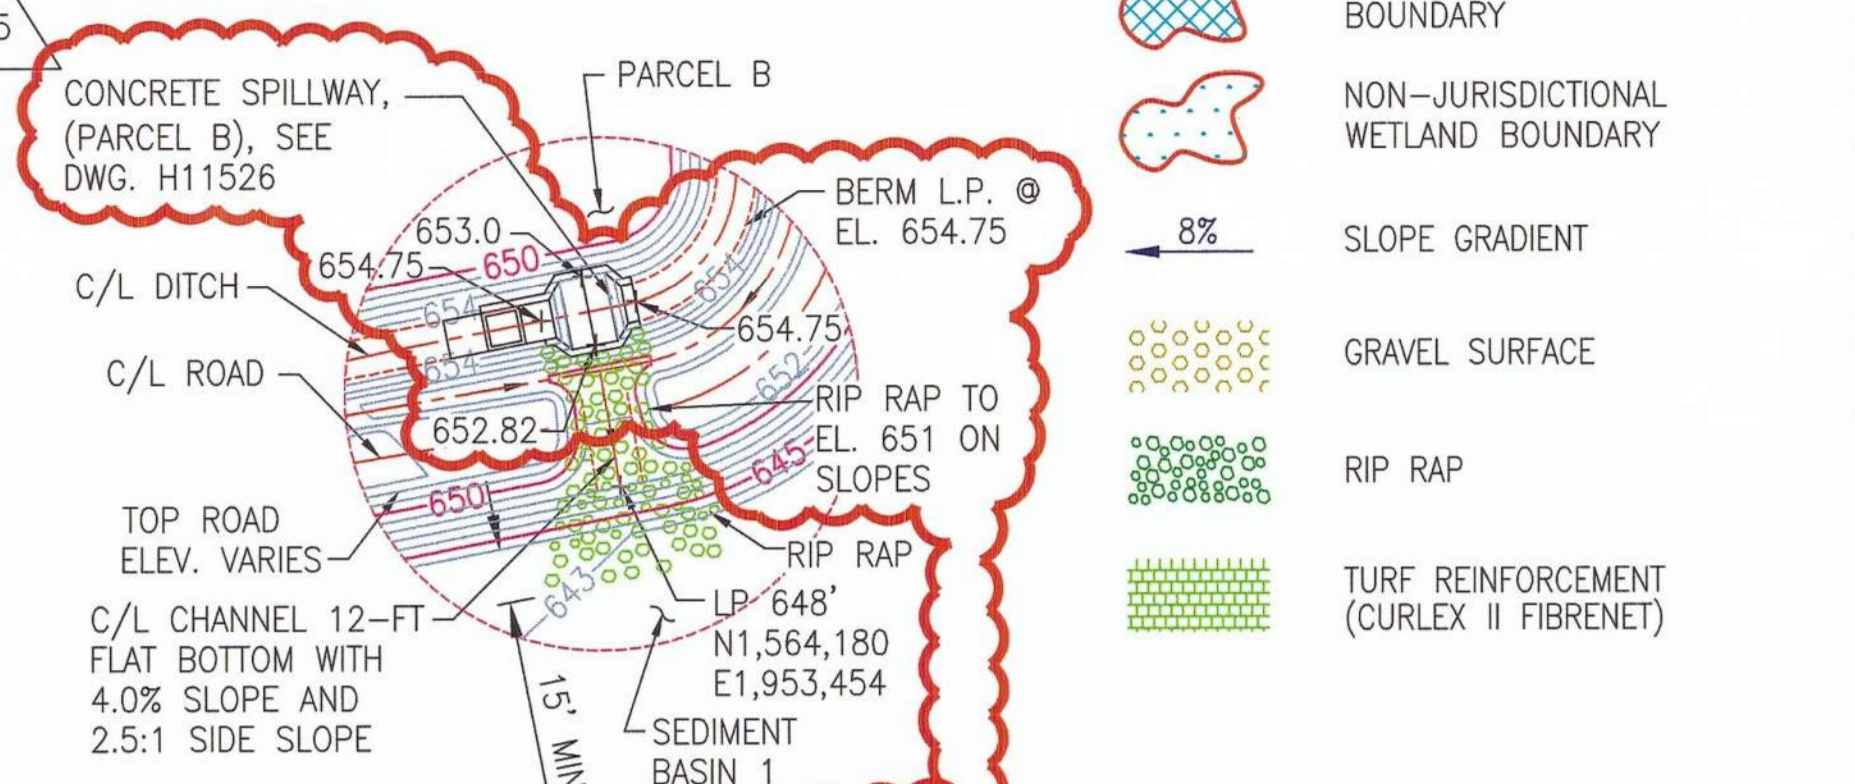 5
CONCRETE SPILLWAY,
(PARCEL B), SEE
DWG. H11526
PARCEL B
BERM L.P. @
EL. 654.75
653.0
654.75
650
654
654
C/L DITCH
654.75
654
C/L ROAD
652
652.82
RIP RAP TO
EL. 651 ON
SLOPES
645
650
TOP ROAD
ELEV. VARIES
RIP RAP
643
C/L CHANNEL 12-FT
FLAT BOTTOM WITH
4.0% SLOPE AND
2.5:1 SIDE SLOPE
LP 648'
N1,564,180
E1,953,454
15' MIN
SEDIMENT
BASIN 1
BOUNDARY
NON-JURISDICTIONAL
WETLAND BOUNDARY
8%
SLOPE GRADIENT
GRAVEL SURFACE
RIP RAP
TURF REINFORCEMENT
(CURLEX II FIBRENET)